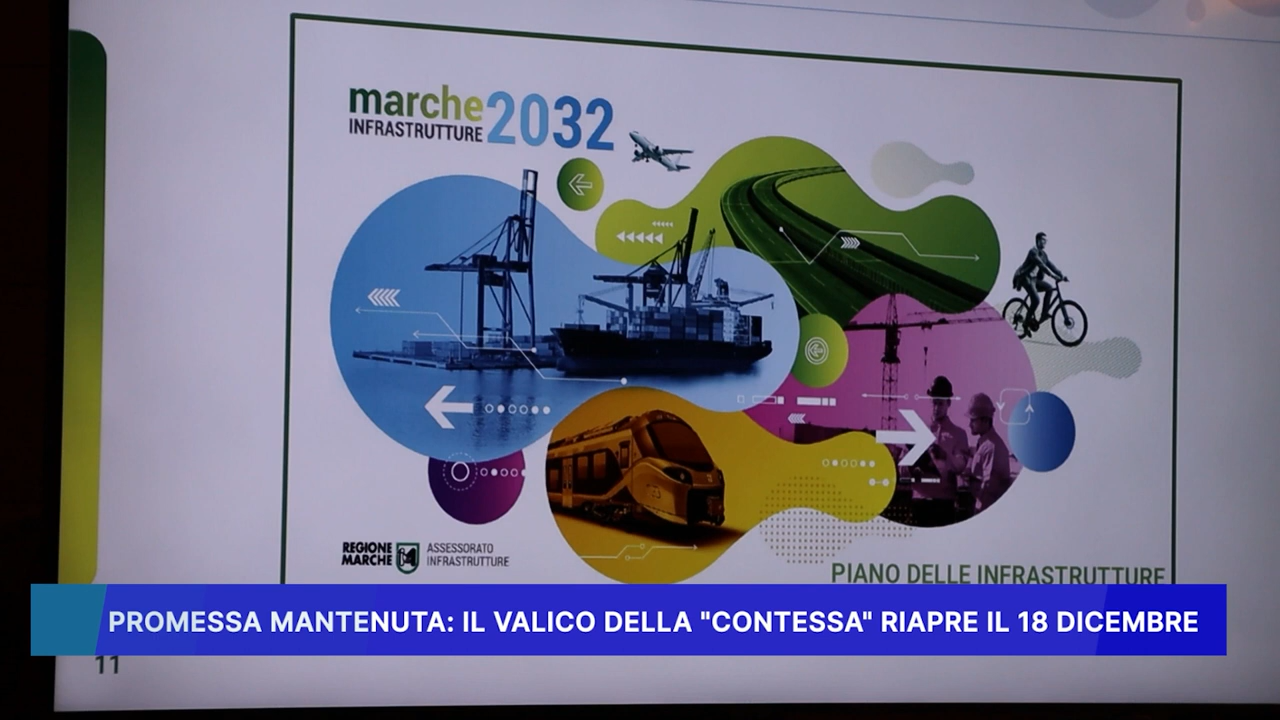 marche
INFRASTRUTTURE 2032
REGIONE
MARCHE
ASSESSORATO
INFRASTRUTTURE
PIANO DELLE INFRASTRUTTURE
PROMESSA MANTENUTA: IL VALICO DELLA "CONTESSA" RIAPRE IL 18 DICEMBRE
11